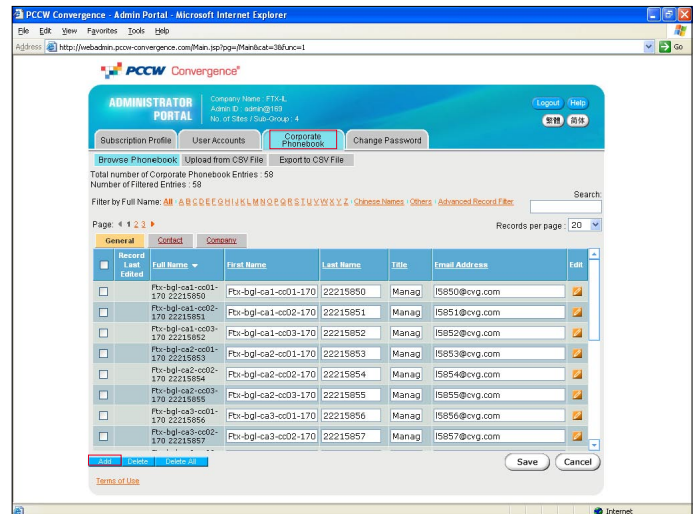 PCCW Convergence - Admin Portal - Microsoft Internet Explorer
File Edit View Favorites Tools Help
Address http://webadmin.pccw-convergence.com/Main.jsp?pg=/Main&cat=38&func=1 Go
PCCW Convergence
ADMINISTRATOR PORTAL
Company Name : FTX-IL
Admin ID : admin@169
No. of Sites / Sub-Group : 4
Logout Help
繁體 简体
Subscription Profile User Accounts Corporate Phonebook Change Password
Browse Phonebook Upload from CSV File Export to CSV File
Total number of Corporate Phonebook Entries : 58
Number of Filtered Entries : 58
Search:
Filter by Full Name: All A B C D E F G H I J K L M N O P Q R S T U V W X Y Z Chinese Names Others Advanced Record Filter
Page: 1 2 3
Records per page : 20
General Contact Company
Record Last Edited Full Name First Name Last Name Title Email Address Edit
Ftx-bgl-ca1-cc01-170 22215850 Ftx-bgl-ca1-cc01-170 22215850 Manag l5850@cvg.com
Ftx-bgl-ca1-cc02-170 22215851 Ftx-bgl-ca1-cc02-170 22215851 Manag l5851@cvg.com
Ftx-bgl-ca1-cc03-170 22215852 Ftx-bgl-ca1-cc03-170 22215852 Manag l5852@cvg.com
Ftx-bgl-ca2-cc01-170 22215853 Ftx-bgl-ca2-cc01-170 22215853 Manag l5853@cvg.com
Ftx-bgl-ca2-cc02-170 22215854 Ftx-bgl-ca2-cc02-170 22215854 Manag l5854@cvg.com
Ftx-bgl-ca2-cc03-170 22215855 Ftx-bgl-ca2-cc03-170 22215855 Manag l5855@cvg.com
Ftx-bgl-ca3-cc01-170 22215856 Ftx-bgl-ca3-cc01-170 22215856 Manag l5856@cvg.com
Ftx-bgl-ca3-cc02-170 22215857 Ftx-bgl-ca3-cc02-170 22215857 Manag l5857@cvg.com
Add Delete Delete All
Save Cancel
Terms of Use
Internet